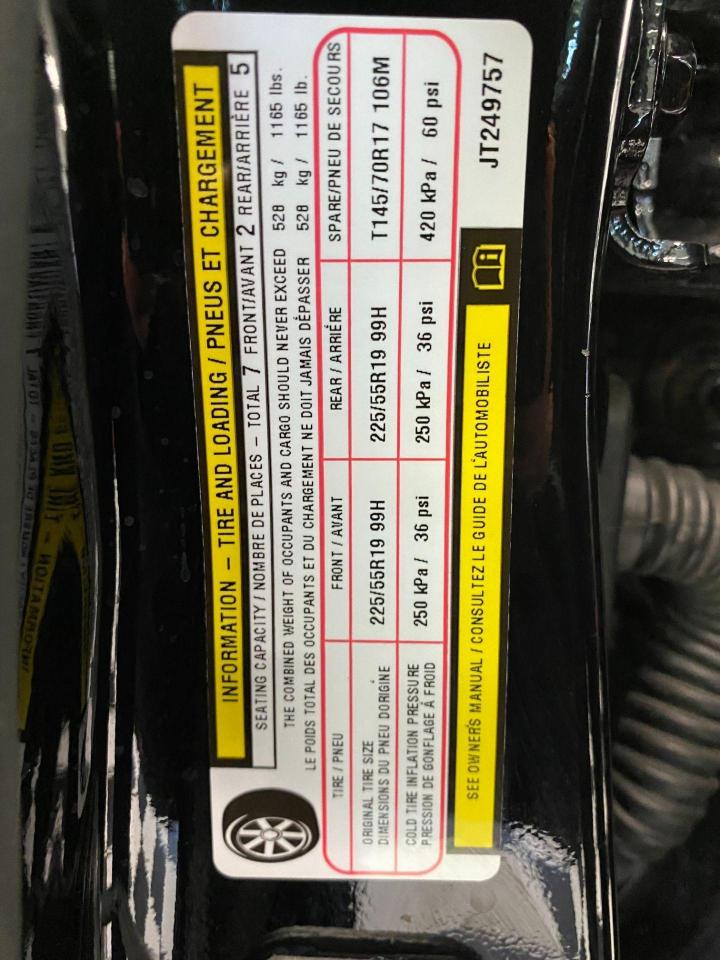 INFORMATION – TIRE AND LOADING / PNEUS ET CHARGEMENT
SEATING CAPACITY / NOMBRE DE PLACES – TOTAL 7 FRONT/AVANT 2 REAR/ARRIÈRE 5
THE COMBINED WEIGHT OF OCCUPANTS AND CARGO SHOULD NEVER EXCEED 528 kg / 1165 lbs.
LE POIDS TOTAL DES OCCUPANTS ET DU CHARGEMENT NE DOIT JAMAIS DÉPASSER 528 kg / 1165 lb.
TIRE / PNEU FRONT / AVANT REAR / ARRIÉRE SPARE/PNEU DE SECOURS
ORIGINAL TIRE SIZE
DIMENSIONS DU PNEU DORIGINE 225/55R19 99H 225/55R19 99H T145/70R17 106M
COLD TIRE INFLATION PRESSURE
PRESSION DE GONFLAGE À FROID 250 kPa / 36 psi 250 kPa / 36 psi 420 kPa / 60 psi
SEE OWNER'S MANUAL / CONSULTEZ LE GUIDE DE L'AUTOMOBILISTE
JT249757